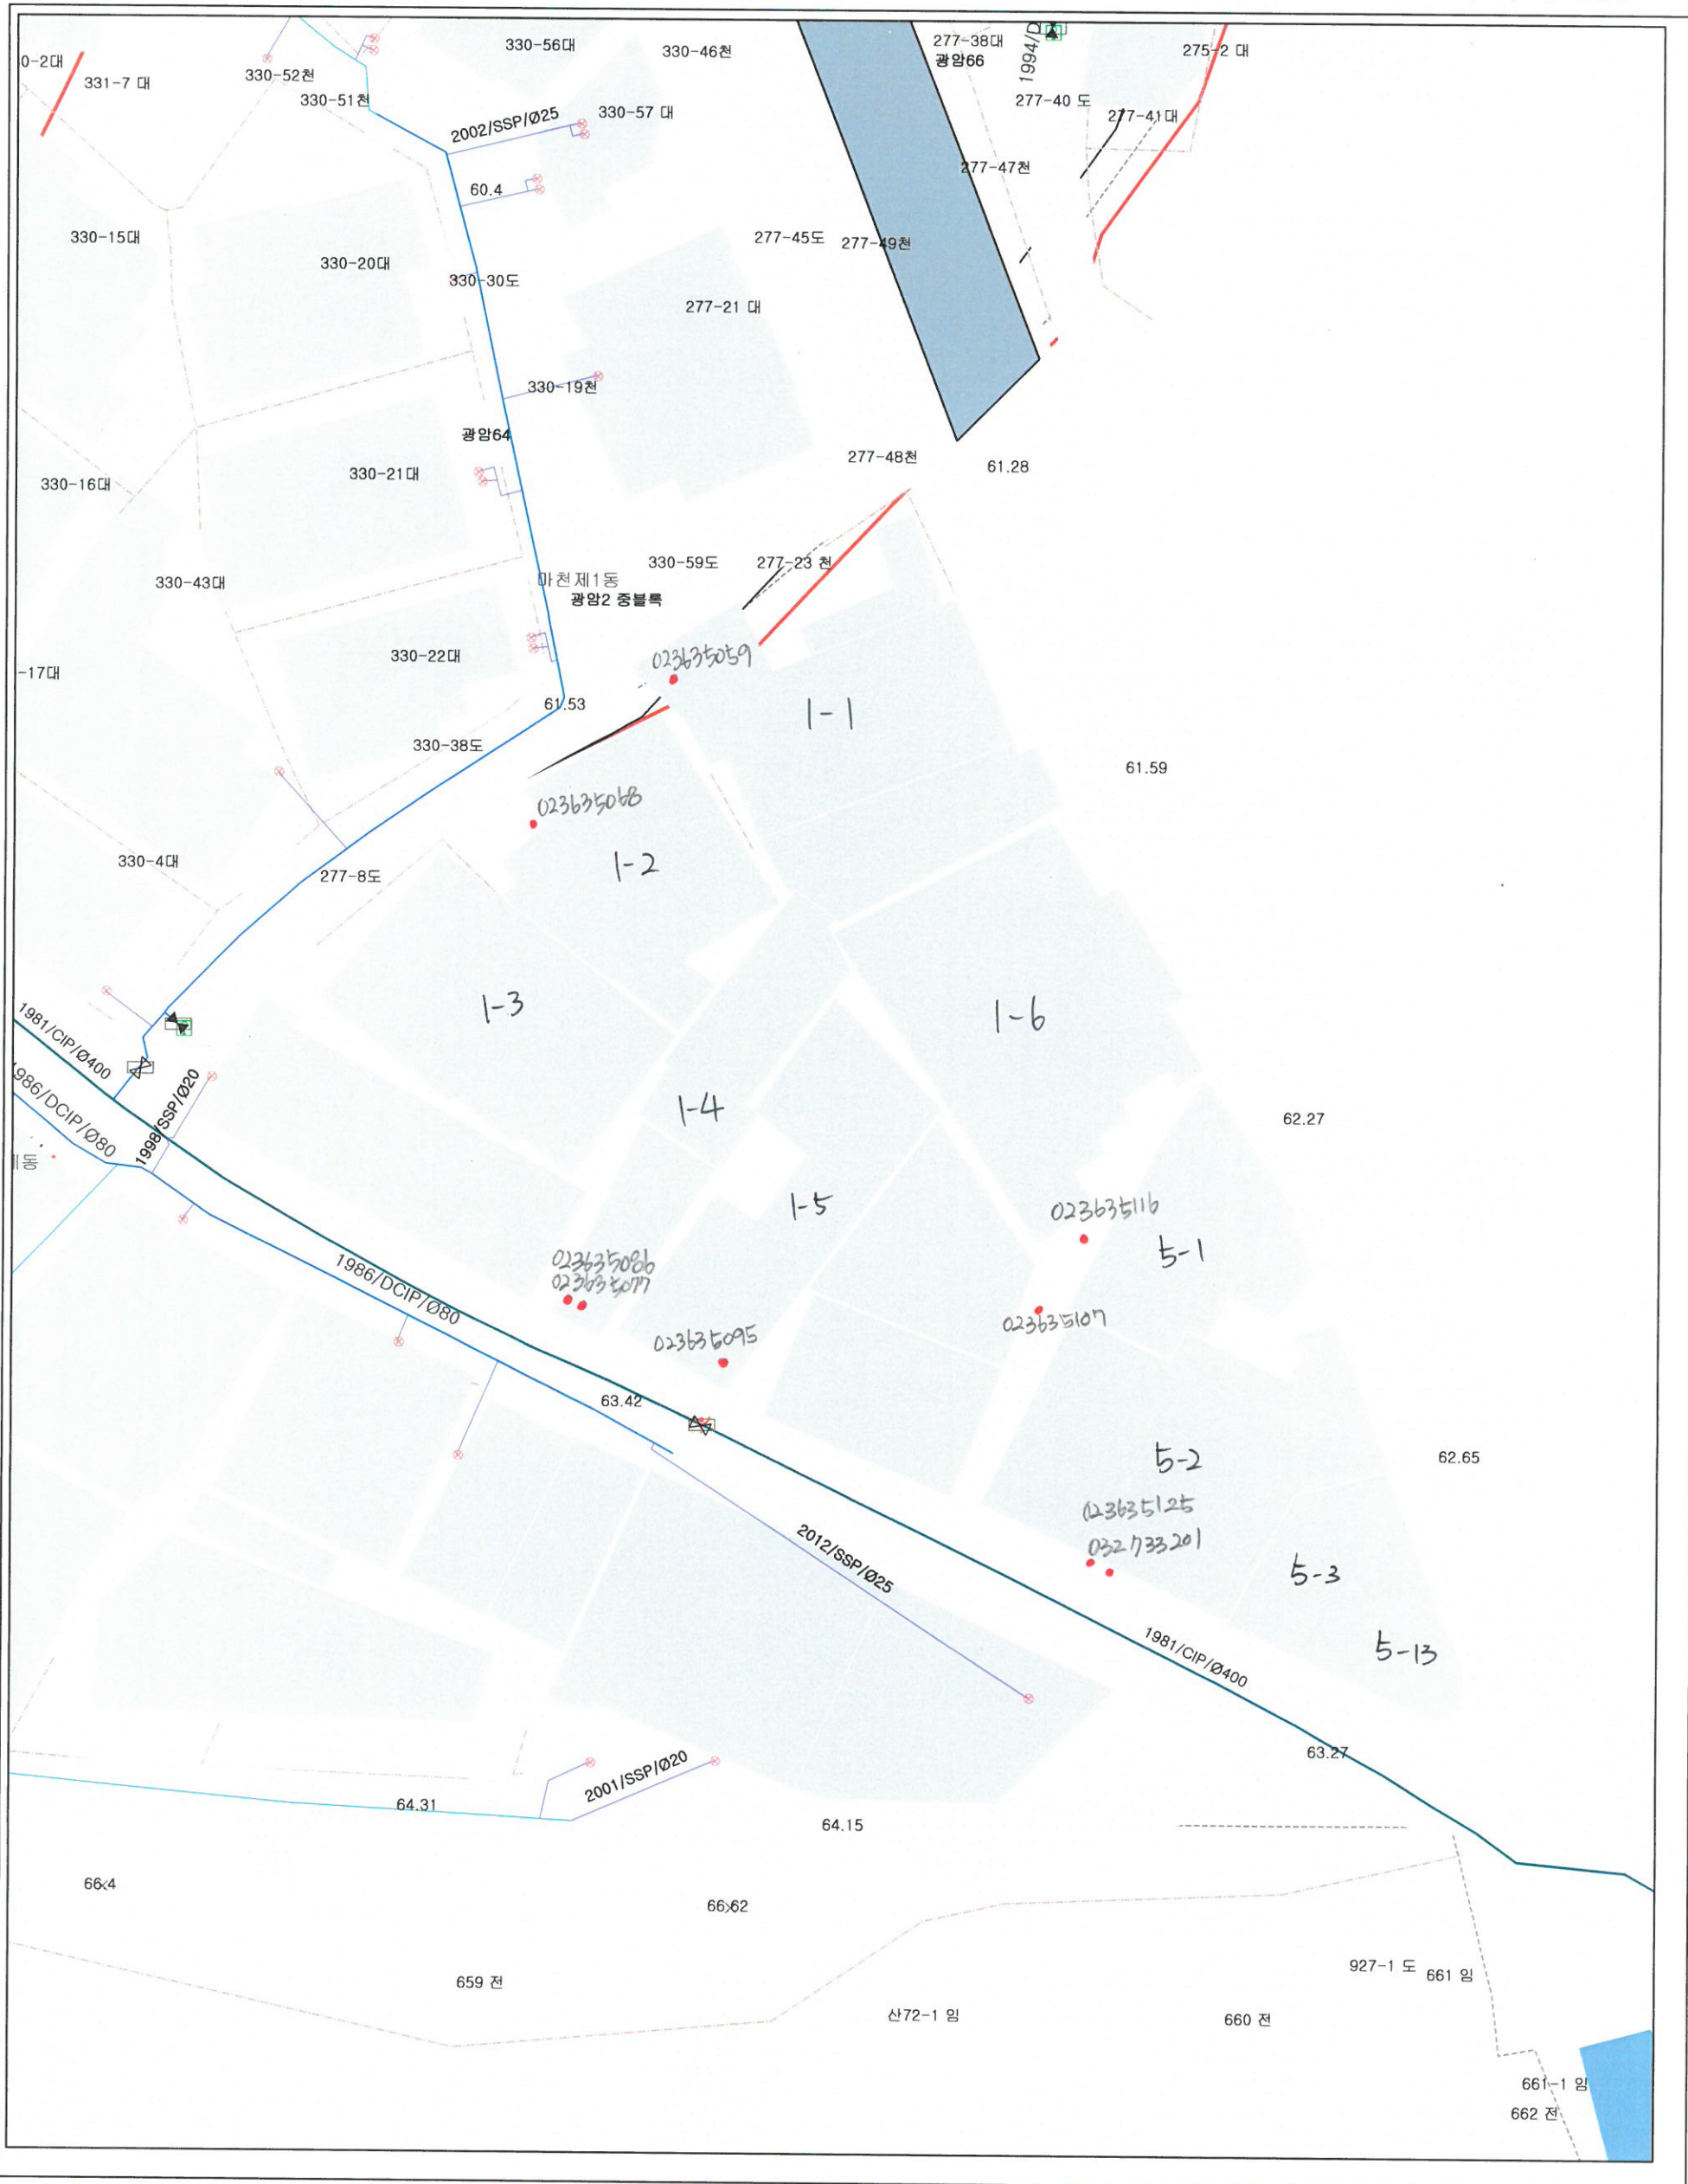 330-56대
330-46천
277-38대
광암66
1994/D
275-2 대
0-2대
331-7 대
330-52천
330-51천
2002/SSP/Ø25
330-57 대
277-40 도
277-41대
60.4
277-47천
330-15대
330-20대
330-30도
277-45도
277-49천
277-21 대
330-19천
광암64
330-16대
330-21대
277-48천
61.28
330-43대
마천제1동
광암2 중블록
330-59도
277-23 천
-17대
330-22대
023635059
61.53
1-1
330-38도
61.59
023635068
330-4대
277-8도
1-2
1-3
1-6
1981/CIP/Ø400
1986/DCIP/Ø80
1998/SSP/Ø20
1-4
62.27
동
1-5
023635116
5-1
1986/DCIP/Ø80
023635086
023635077
023635107
023635095
63.42
5-2
62.65
023635125
032733201
2012/SSP/Ø25
5-3
1981/CIP/Ø400
5-13
63.27
2001/SSP/Ø20
64.31
64.15
66.4
66.62
659 전
927-1 도
661 임
산72-1 임
660 전
661-1 임
662 전